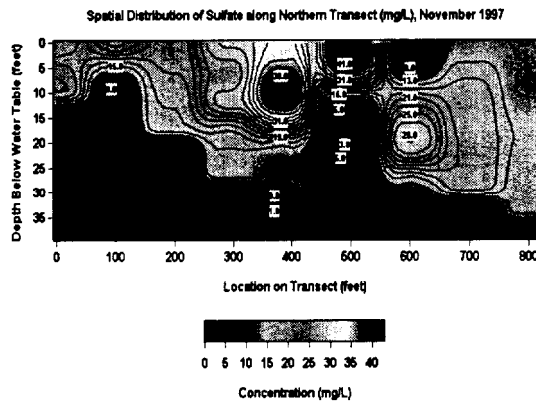 Spatial Distribution of Sulfate along Northern Transect (mg/L), November 1997
Depth Below Water Table (feet)
0
5
10
15
20
25
30
35
0 100 200 300 400 500 600 700 800
Location on Transect (feet)
0 5 10 15 20 25 30 35 40
Concentration (mg/L)